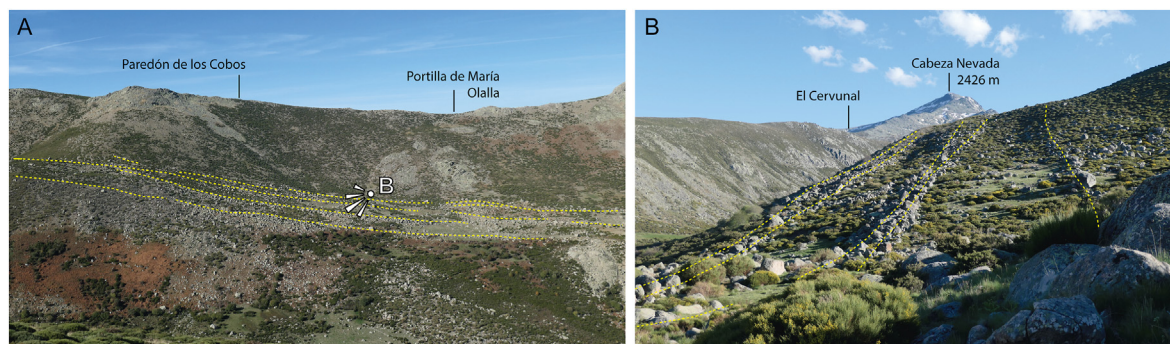 A
Paredón de los Cobos
Portilla de María
Olalla
B
B
Cabeza Nevada
2426 m
El Cervunal